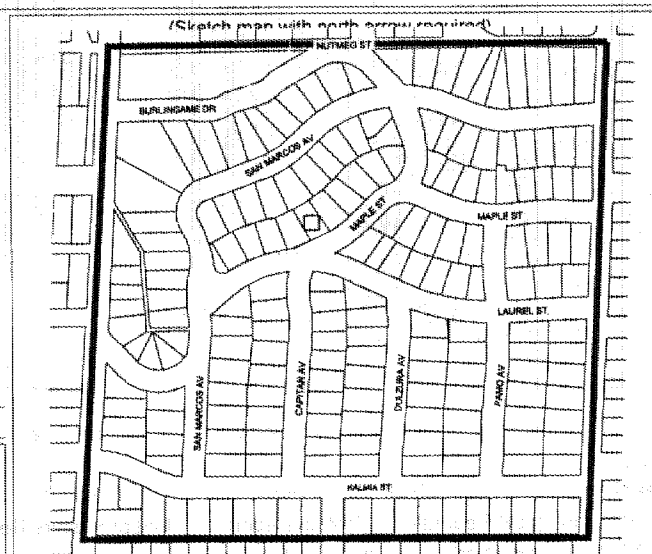 (Sketch map with north arrow required)
NUTMEG ST
BURLINGAME DR
SAN MARCOS AV
MAPLE ST
MAPLE ST
LAUREL ST
SAN MARCOS AV
CAPITAN AV
DULZURA AV
PAMO AV
KALMIA ST